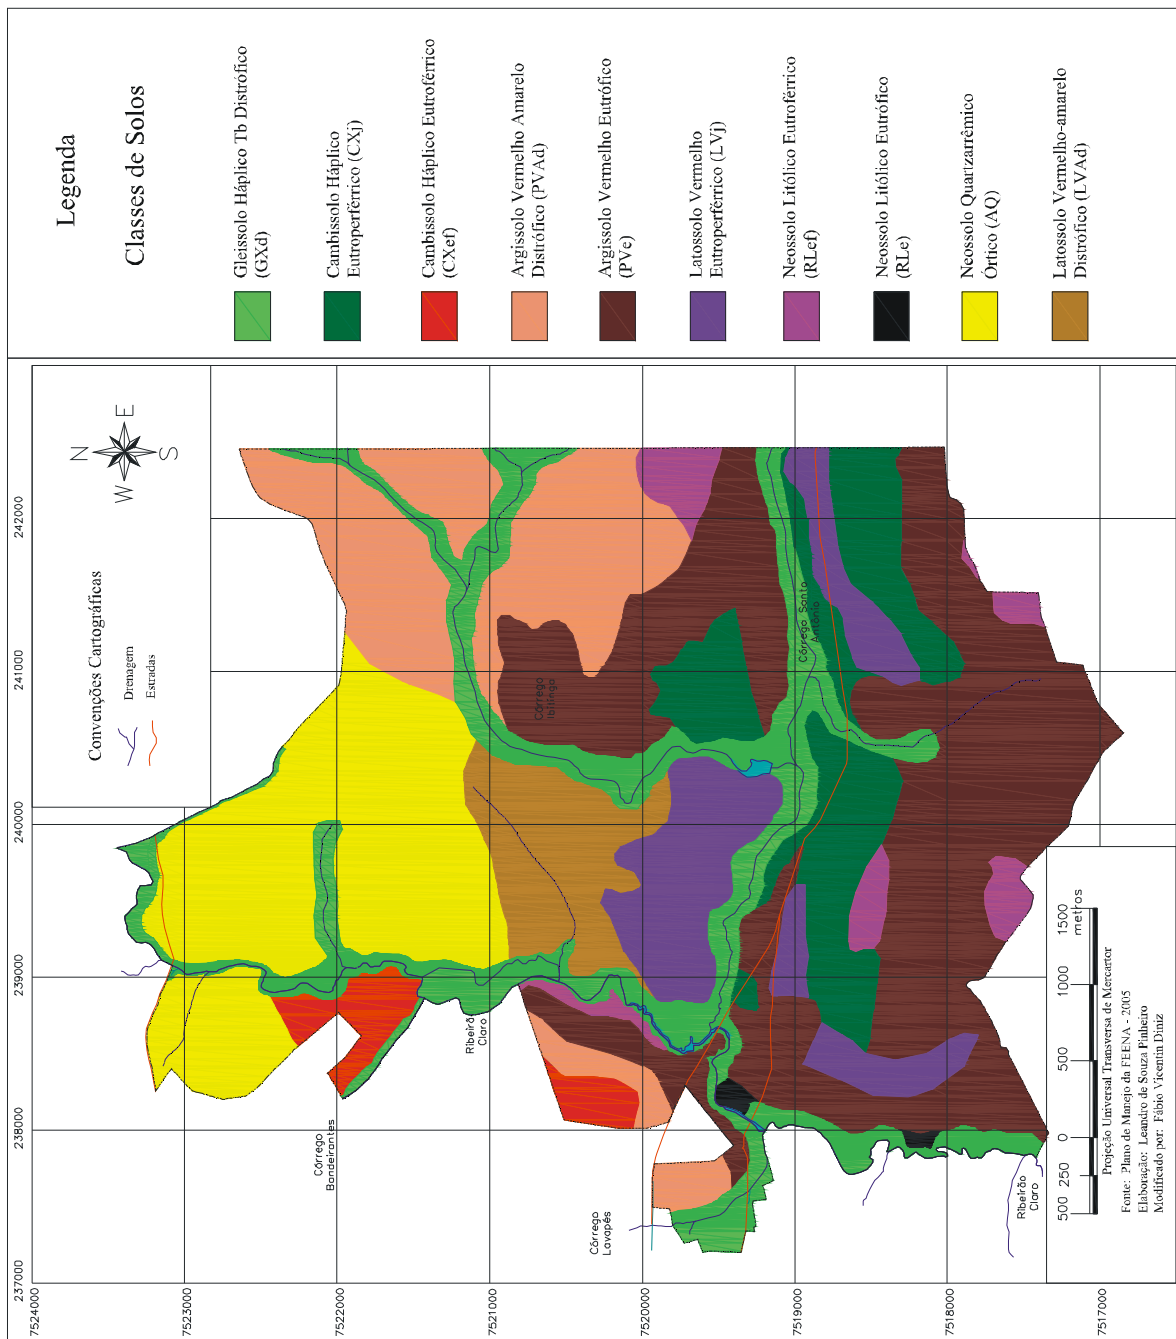 Legenda
Classes de Solos
Gleissolo Háplico Tb Distrófico
(GXd)
Cambissolo Háplico
Eutroperférrico (CXj)
Cambissolo Háplico Eutroférrico
(CXef)
Argissolo Vermelho Amarelo
Distrófico (PVAd)
Argissolo Vermelho Eutrófico
(PVe)
Latossolo Vermelho
Eutroperférrico (LVj)
Neossolo Litólico Eutroférrico
(RLef)
Neossolo Litólico Eutrófico
(RLe)
Neossolo Quartzarrêmico
Órtico (AQ)
Latossolo Vermelho-amarelo
Distrófico (LVAd)
N
E
S
W
Convenções Cartográficas
Drenagem
Estradas
237000
238000
239000
240000
241000
242000
7524000
7523000
7522000
7521000
7520000
7519000
7518000
7517000
Córrego
Ibitinga
Córrego Santo
Antônio
Ribeirão
Claro
Córrego
Bandeirantes
Córrego
Lavapés
Ribeirão
Claro
500
250
0
500
1000
1500
metros
Projeção Universal Transversa de Mercartor
Fonte: Plano de Manejo da FEENA - 2005
Elaboração: Leandro de Souza Pinheiro
Modificado por: Fábio Vicentim Diniz